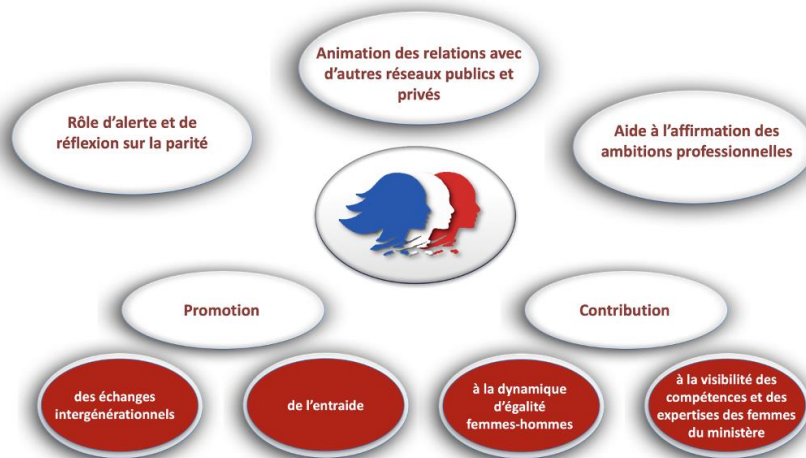 Animation des relations avec
d'autres réseaux publics et
privés
Rôle d'alerte et de
réflexion sur la parité
Aide à l'affirmation des
ambitions professionnelles
Promotion
Contribution
des échanges
intergénérationnels
de l'entraide
à la dynamique
d'égalité
femmes-hommes
à la visibilité des
compétences et des
expertises des femmes
du ministère